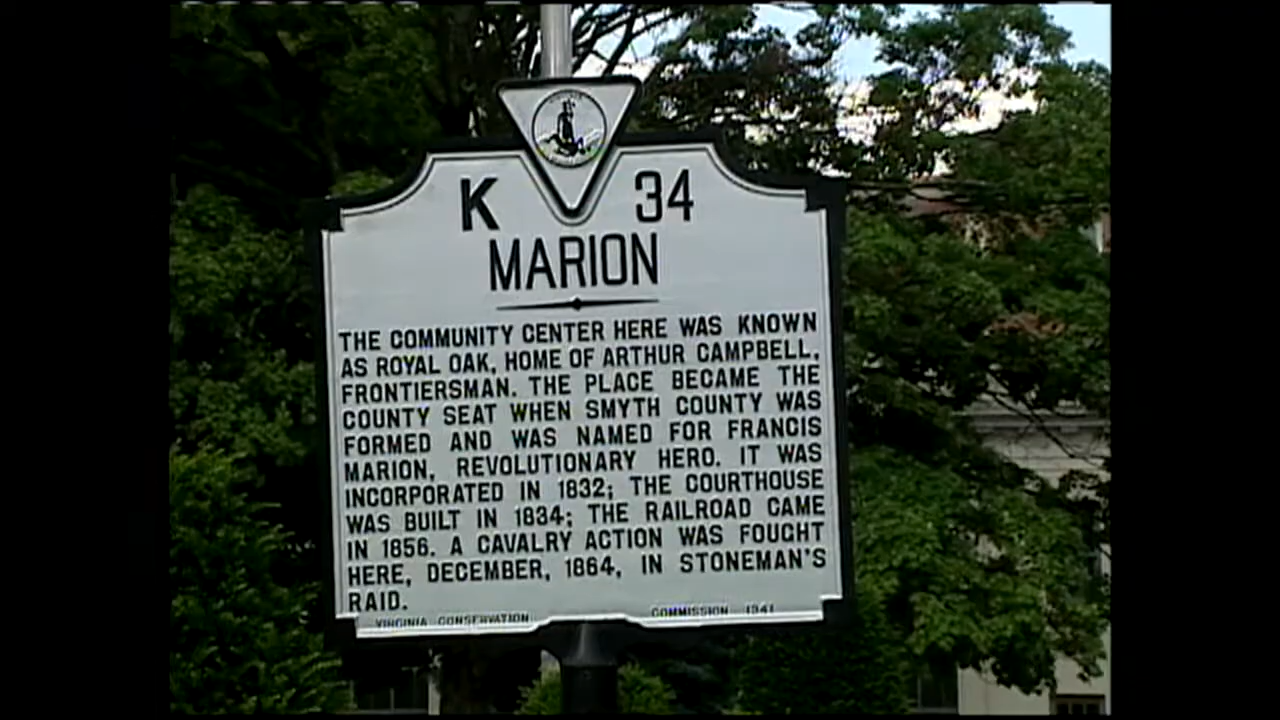 K 34
MARION
THE COMMUNITY CENTER HERE WAS KNOWN
AS ROYAL OAK, HOME OF ARTHUR CAMPBELL,
FRONTIERSMAN. THE PLACE BECAME THE
COUNTY SEAT WHEN SMYTH COUNTY WAS
FORMED AND WAS NAMED FOR FRANCIS
MARION, REVOLUTIONARY HERO. IT WAS
INCORPORATED IN 1832; THE COURTHOUSE
WAS BUILT IN 1834; THE RAILROAD CAME
IN 1856. A CAVALRY ACTION WAS FOUGHT
HERE, DECEMBER, 1864, IN STONEMAN'S
RAID.
VIRGINIA CONSERVATION COMMISSION 1941